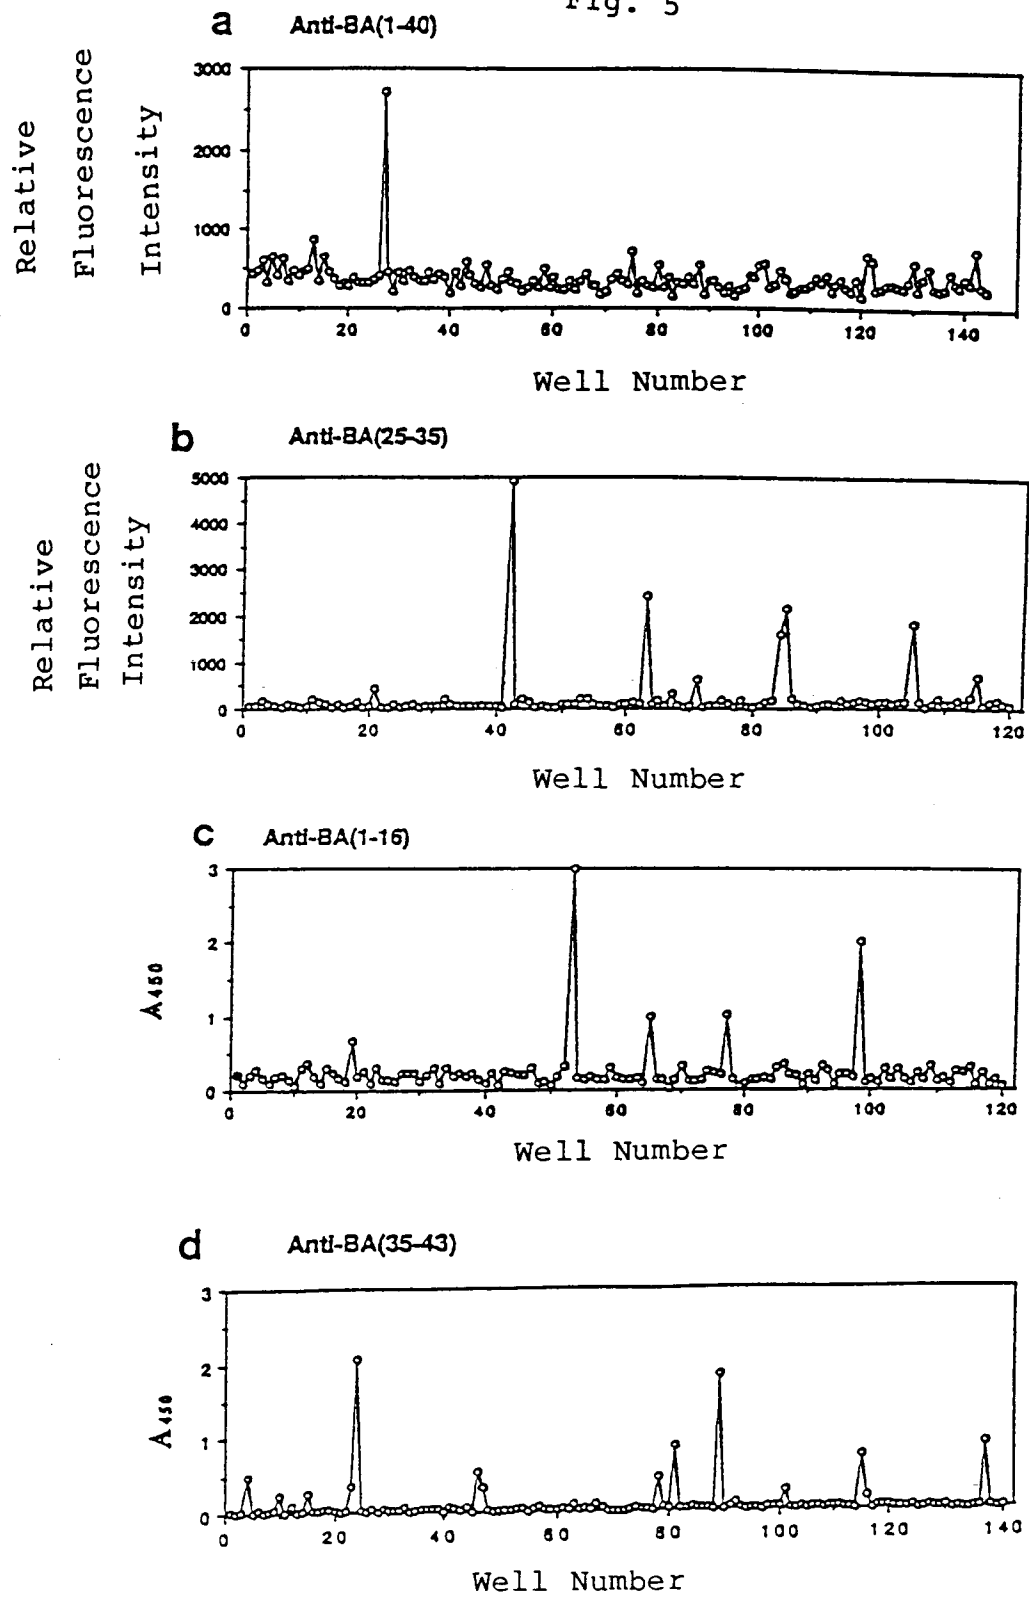 Fig. 5
a Anti-BA(1-40)
Relative
Fluorescence
Intensity
3000
2000
1000
0
0 20 40 60 80 100 120 140
Well Number
b Anti-BA(25-35)
Relative
Fluorescence
Intensity
5000
4000
3000
2000
1000
0
0 20 40 60 80 100 120
Well Number
c Anti-BA(1-16)
A450
3
2
1
0
0 20 40 60 80 100 120
Well Number
d Anti-BA(35-43)
A450
3
2
1
0
0 20 40 60 80 100 120 140
Well Number